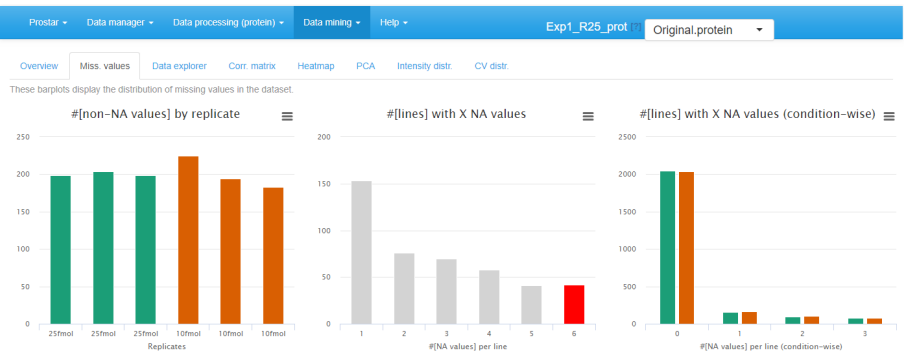 Prostar Data manager Data processing (protein) Data mining Help Exp1_R25_prot [?] Original.protein
Overview Miss. values Data explorer Corr. matrix Heatmap PCA Intensity distr. CV distr.
These barplots display the distribution of missing values in the dataset.
#[non-NA values] by replicate
250
200
150
100
50
0
25fmol 25fmol 25fmol 10fmol 10fmol 10fmol
Replicates
#[lines] with X NA values
200
150
100
50
0
1 2 3 4 5 6
#[NA values] per line
#[lines] with X NA values (condition-wise)
2500
2000
1500
1000
500
0
0 1 2 3
#[NA values] per line (condition-wise)